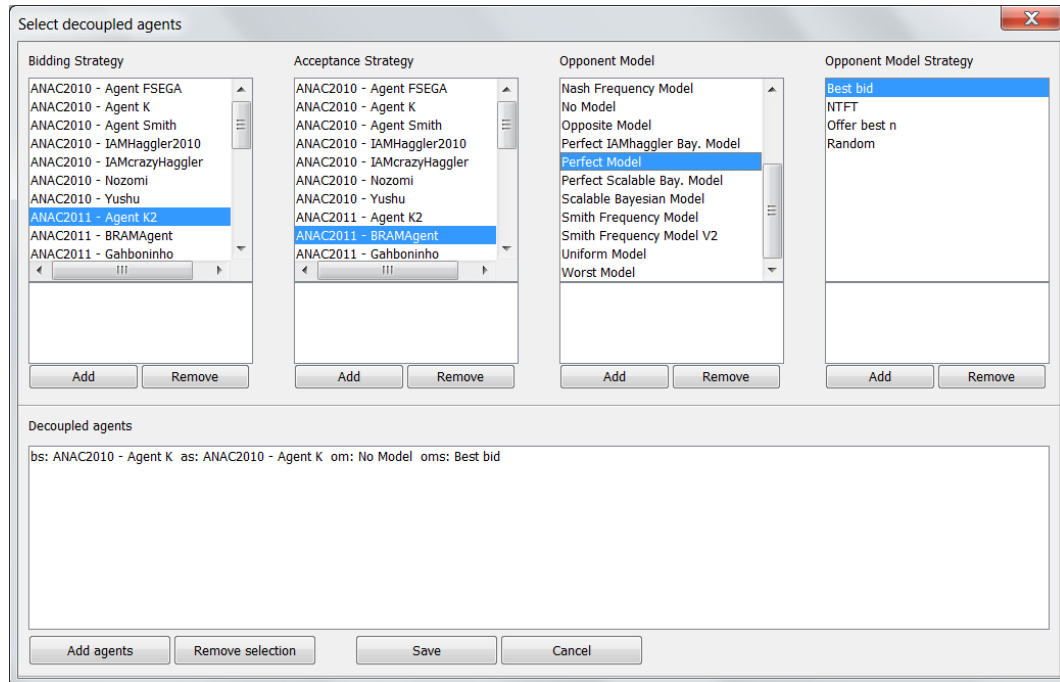 Select decoupled agents
Bidding Strategy
ANAC2010 - Agent FSEGA
ANAC2010 - Agent K
ANAC2010 - Agent Smith
ANAC2010 - IAMHaggler2010
ANAC2010 - IAMcrazyHaggler
ANAC2010 - Nozomi
ANAC2010 - Yushu
ANAC2011 - Agent K2
ANAC2011 - BRAMAgent
ANAC2011 - Gahboninho
Add Remove
Acceptance Strategy
ANAC2010 - Agent FSEGA
ANAC2010 - Agent K
ANAC2010 - Agent Smith
ANAC2010 - IAMHaggler2010
ANAC2010 - IAMcrazyHaggler
ANAC2010 - Nozomi
ANAC2010 - Yushu
ANAC2011 - Agent K2
ANAC2011 - BRAMAgent
ANAC2011 - Gahboninho
Add Remove
Opponent Model
Nash Frequency Model
No Model
Opposite Model
Perfect IAMhaggler Bay. Model
Perfect Model
Perfect Scalable Bay. Model
Scalable Bayesian Model
Smith Frequency Model
Smith Frequency Model V2
Uniform Model
Worst Model
Add Remove
Opponent Model Strategy
Best bid
NTFT
Offer best n
Random
Add Remove
Decoupled agents
bs: ANAC2010 - Agent K as: ANAC2010 - Agent K om: No Model oms: Best bid
Add agents Remove selection Save Cancel